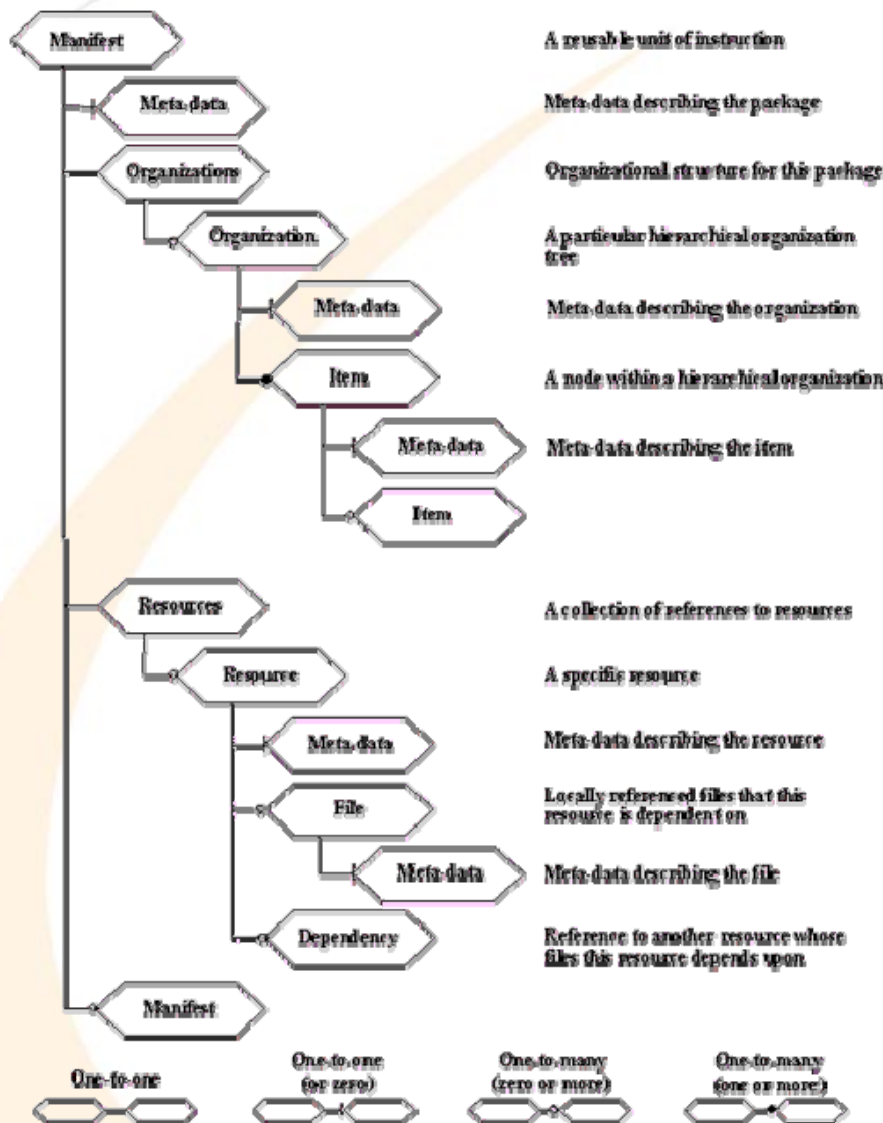 Manifest
A reusable unit of instruction
Meta-data
Meta-data describing the package
Organizations
Organizational structure for this package
Organization
A particular hierarchical organization
tree
Meta-data
Meta-data describing the organization
Item
A node within a hierarchical organization
Meta-data
Meta-data describing the item
Item
Resources
A collection of references to resources
Resource
A specific resource
Meta-data
Meta-data describing the resource
File
Locally referenced files that this
resource is dependent on
Meta-data
Meta-data describing the file
Dependency
Reference to another resource whose
files this resource depends upon
Manifest
One-to-one
One-to-one
(or zero)
One-to-many
(zero or more)
One-to-many
(one or more)